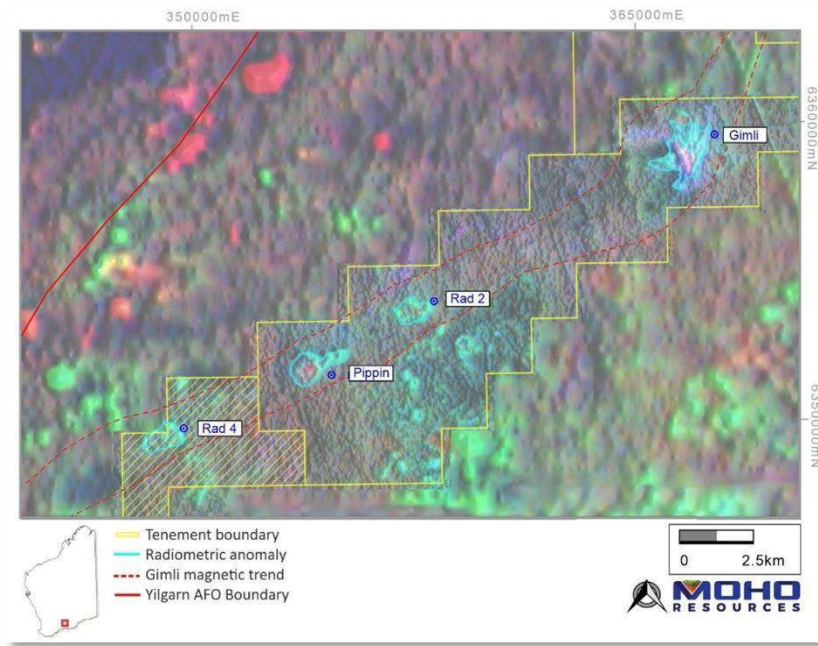 350000mE
365000mE
6360000mN
Gimli
Rad 2
Pippin
Rad 4
6350000mN
Tenement boundary
Radiometric anomaly
Gimli magnetic trend
Yilgarn AFO Boundary
0 2.5km
MOHO
RESOURCES